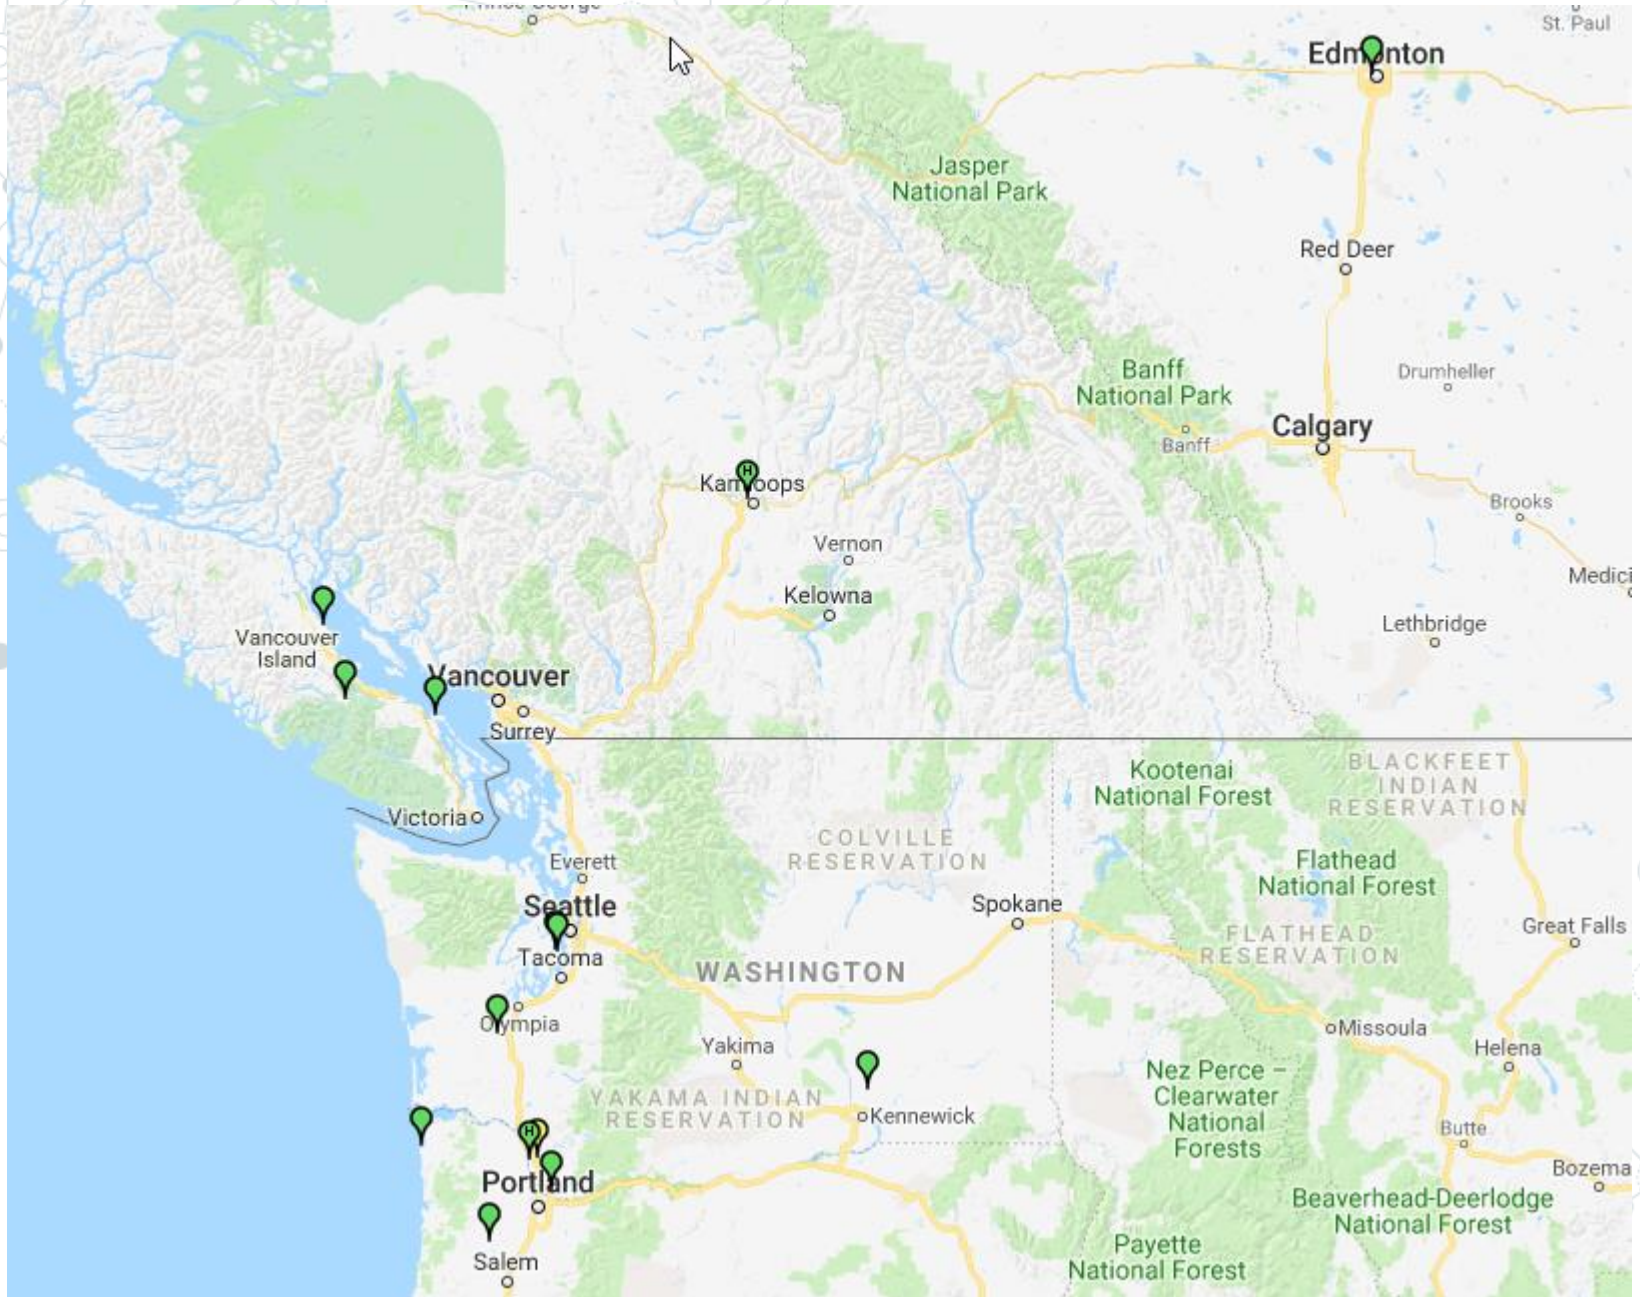 Prince George
St. Paul
Edmonton
Jasper
National Park
Red Deer
Banff
National Park
Drumheller
Calgary
Banff
H
Kamloops
Brooks
Vernon
Medici
Kelowna
Lethbridge
Vancouver
Island
Vancouver
Surrey
Kootenai
National Forest
BLACKFEET
INDIAN
RESERVATION
Victoria
COLVILLE
RESERVATION
Everett
Flathead
National Forest
Seattle
Spokane
Great Falls
FLATHEAD
RESERVATION
Tacoma
WASHINGTON
Olympia
Missoula
Yakima
Helena
Nez Perce –
Clearwater
National
Forests
YAKAMA INDIAN
RESERVATION
Kennewick
H
Butte
Portland
Bozema
Beaverhead-Deerlodge
National Forest
Salem
Payette
National Forest